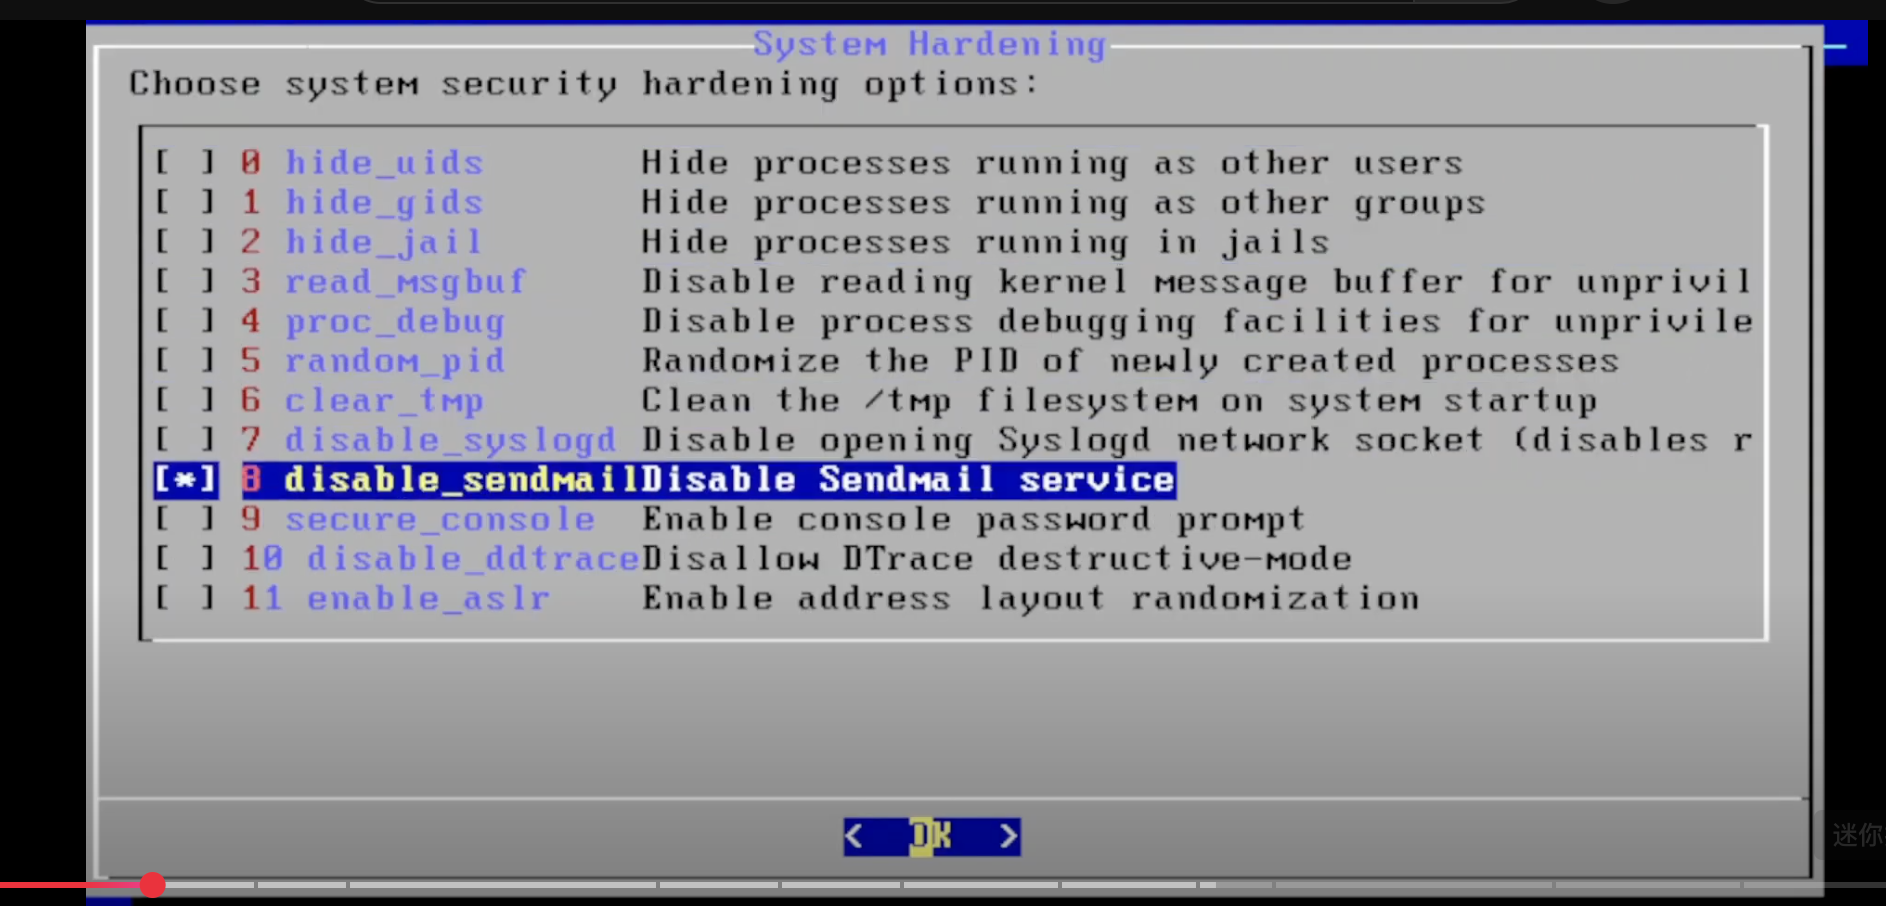 System Hardening
Choose system security hardening options:
[ ] 0 hide_uids Hide processes running as other users
[ ] 1 hide_gids Hide processes running as other groups
[ ] 2 hide_jail Hide processes running in jails
[ ] 3 read_msgbuf Disable reading kernel message buffer for unprivil
[ ] 4 proc_debug Disable process debugging facilities for unprivile
[ ] 5 random_pid Randomize the PID of newly created processes
[ ] 6 clear_tmp Clean the /tmp filesystem on system startup
[ ] 7 disable_syslogd Disable opening Syslogd network socket (disables r
[*] 8 disable_sendmailDisable Sendmail service
[ ] 9 secure_console Enable console password prompt
[ ] 10 disable_ddtraceDisallow DTrace destructive-mode
[ ] 11 enable_aslr Enable address layout randomization
< OK >
迷你